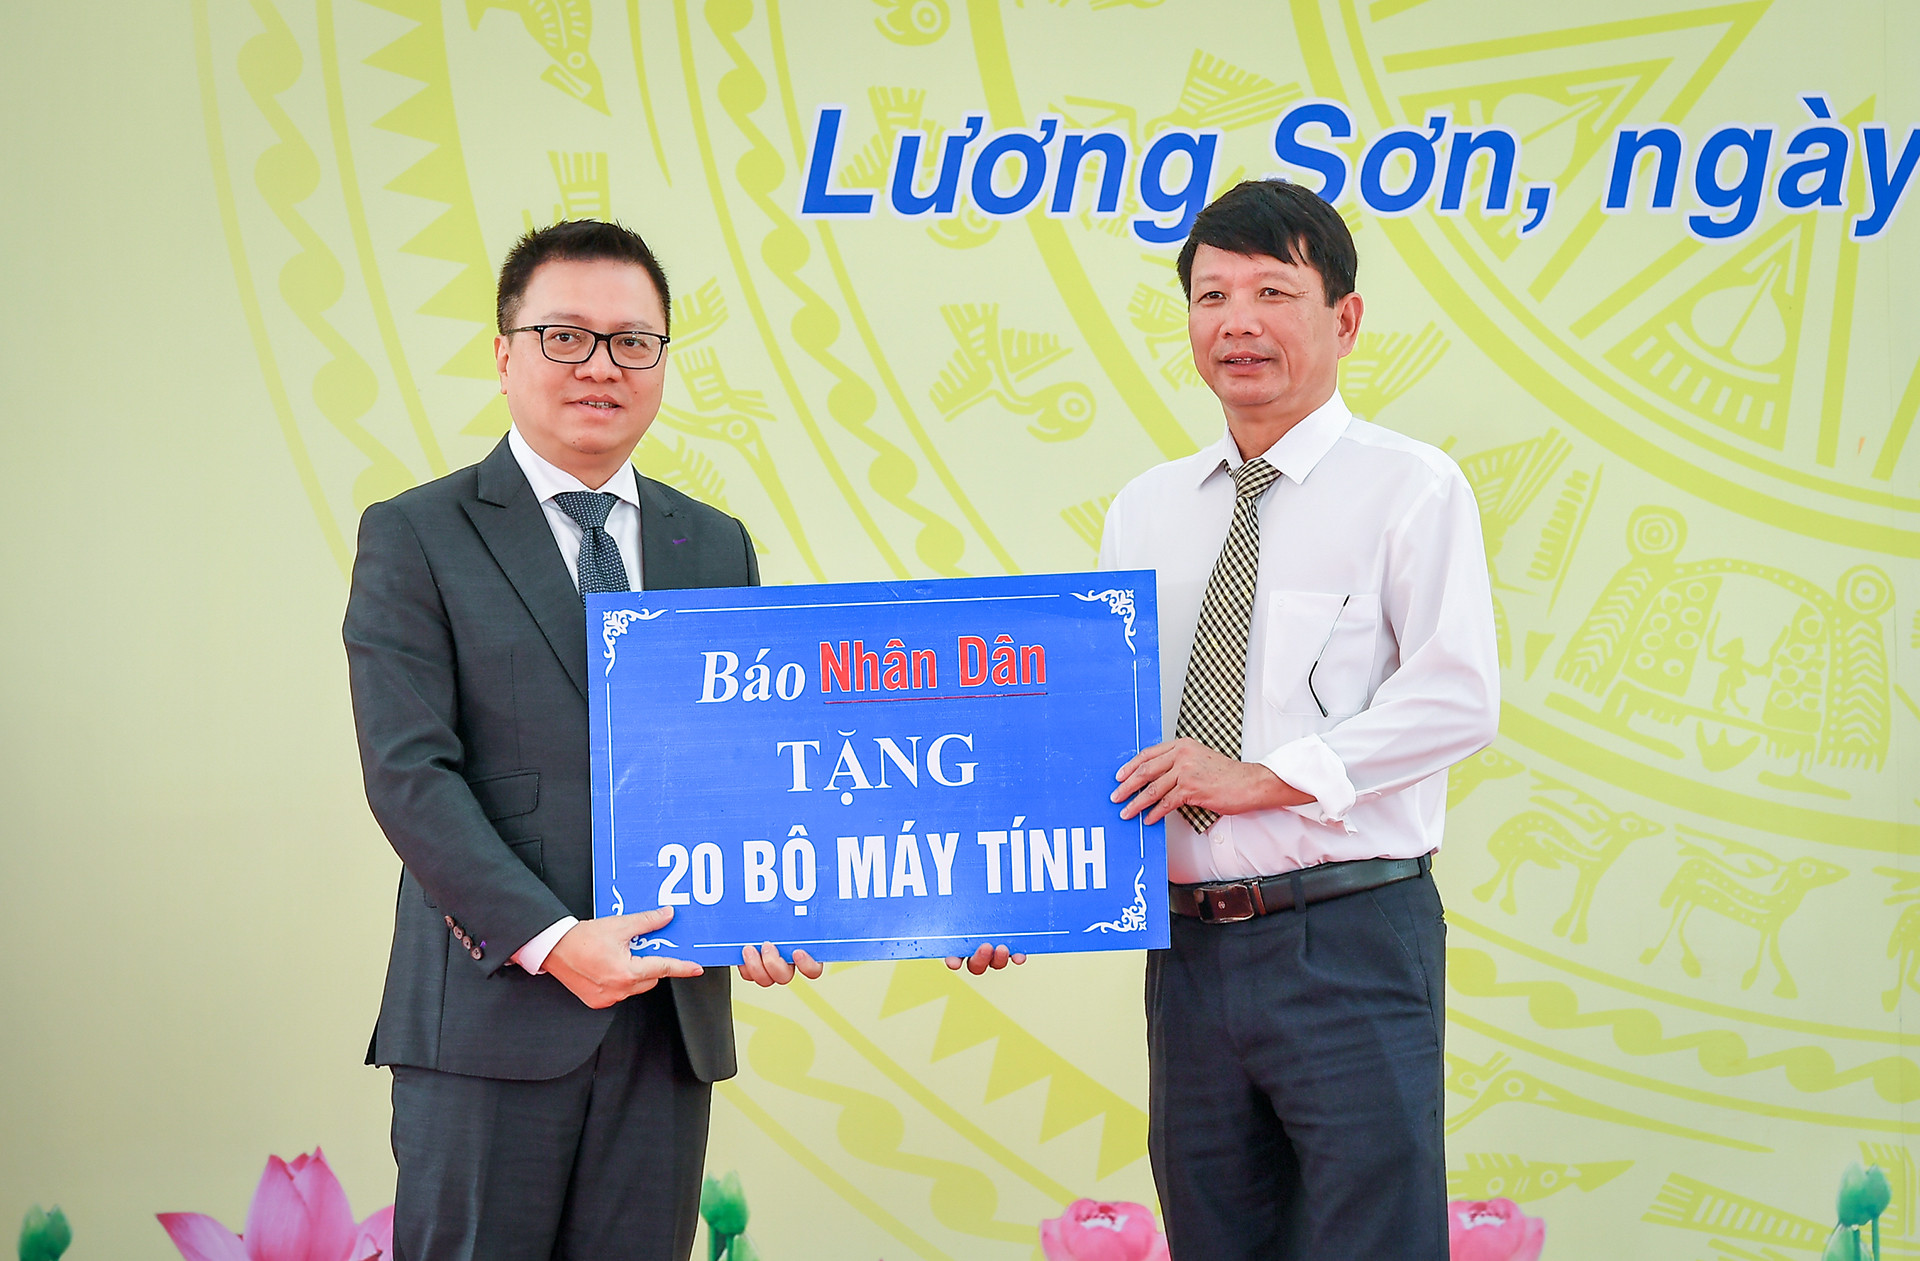 Lương Sơn, ngày
Báo Nhân Dân
TẶNG
20 BỘ MÁY TÍNH